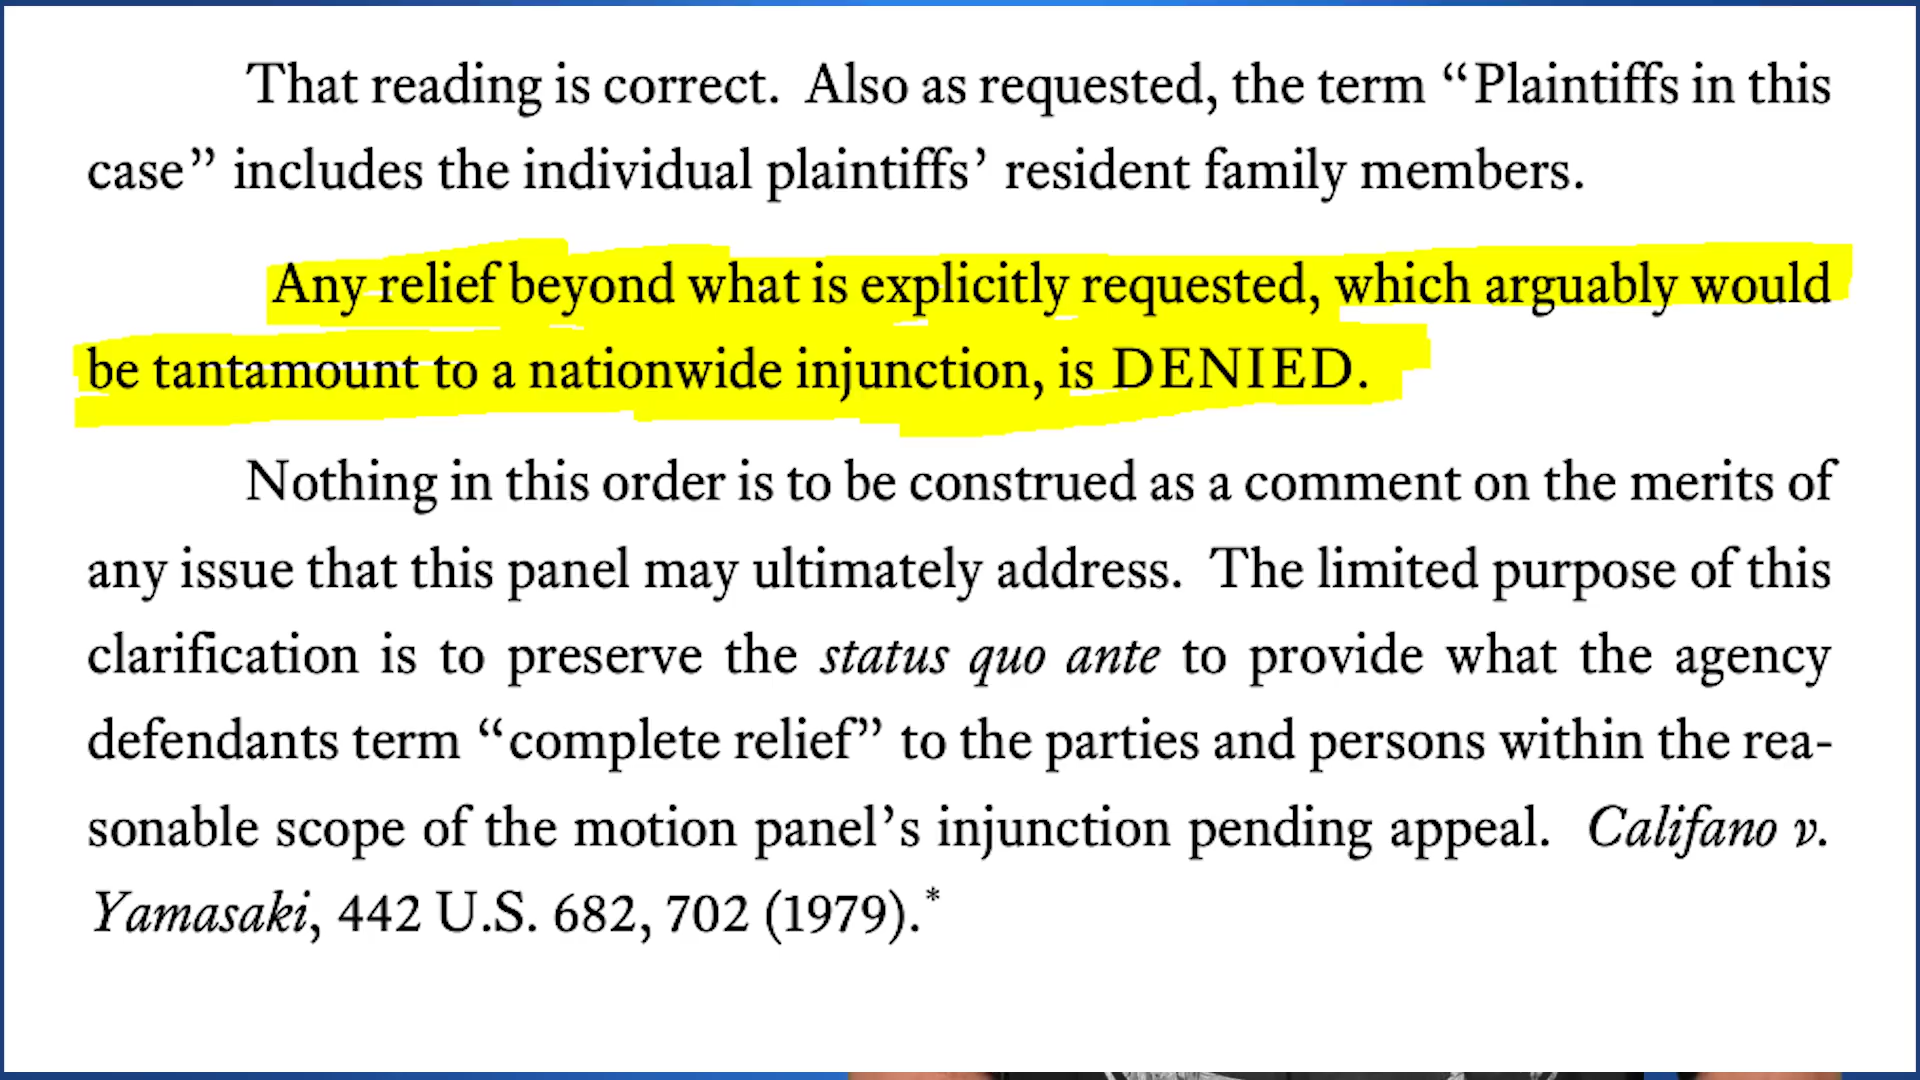 That reading is correct. Also as requested, the term “Plaintiffs in this
case” includes the individual plaintiffs’ resident family members.
Any relief beyond what is explicitly requested, which arguably would
be tantamount to a nationwide injunction, is DENIED.
Nothing in this order is to be construed as a comment on the merits of
any issue that this panel may ultimately address. The limited purpose of this
clarification is to preserve the status quo ante to provide what the agency
defendants term “complete relief” to the parties and persons within the rea-
sonable scope of the motion panel’s injunction pending appeal. Califano v.
Yamasaki, 442 U.S. 682, 702 (1979).*